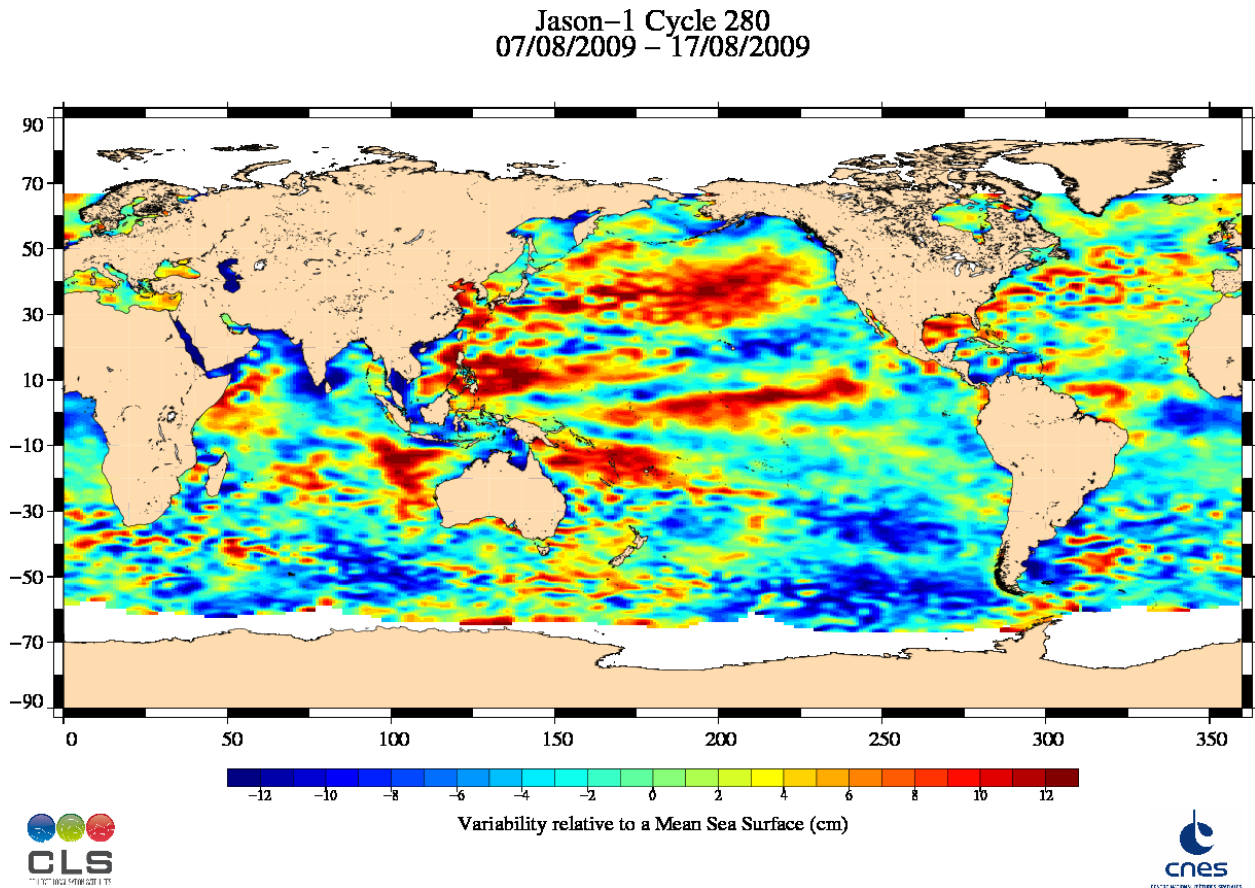 Jason−1 Cycle 280
07/08/2009 − 17/08/2009
90
70
50
30
10
−10
−30
−50
−70
−90
0 50 100 150 200 250 300 350
−12 −10 −8 −6 −4 −2 0 2 4 6 8 10 12
Variability relative to a Mean Sea Surface (cm)
CLS
cnes